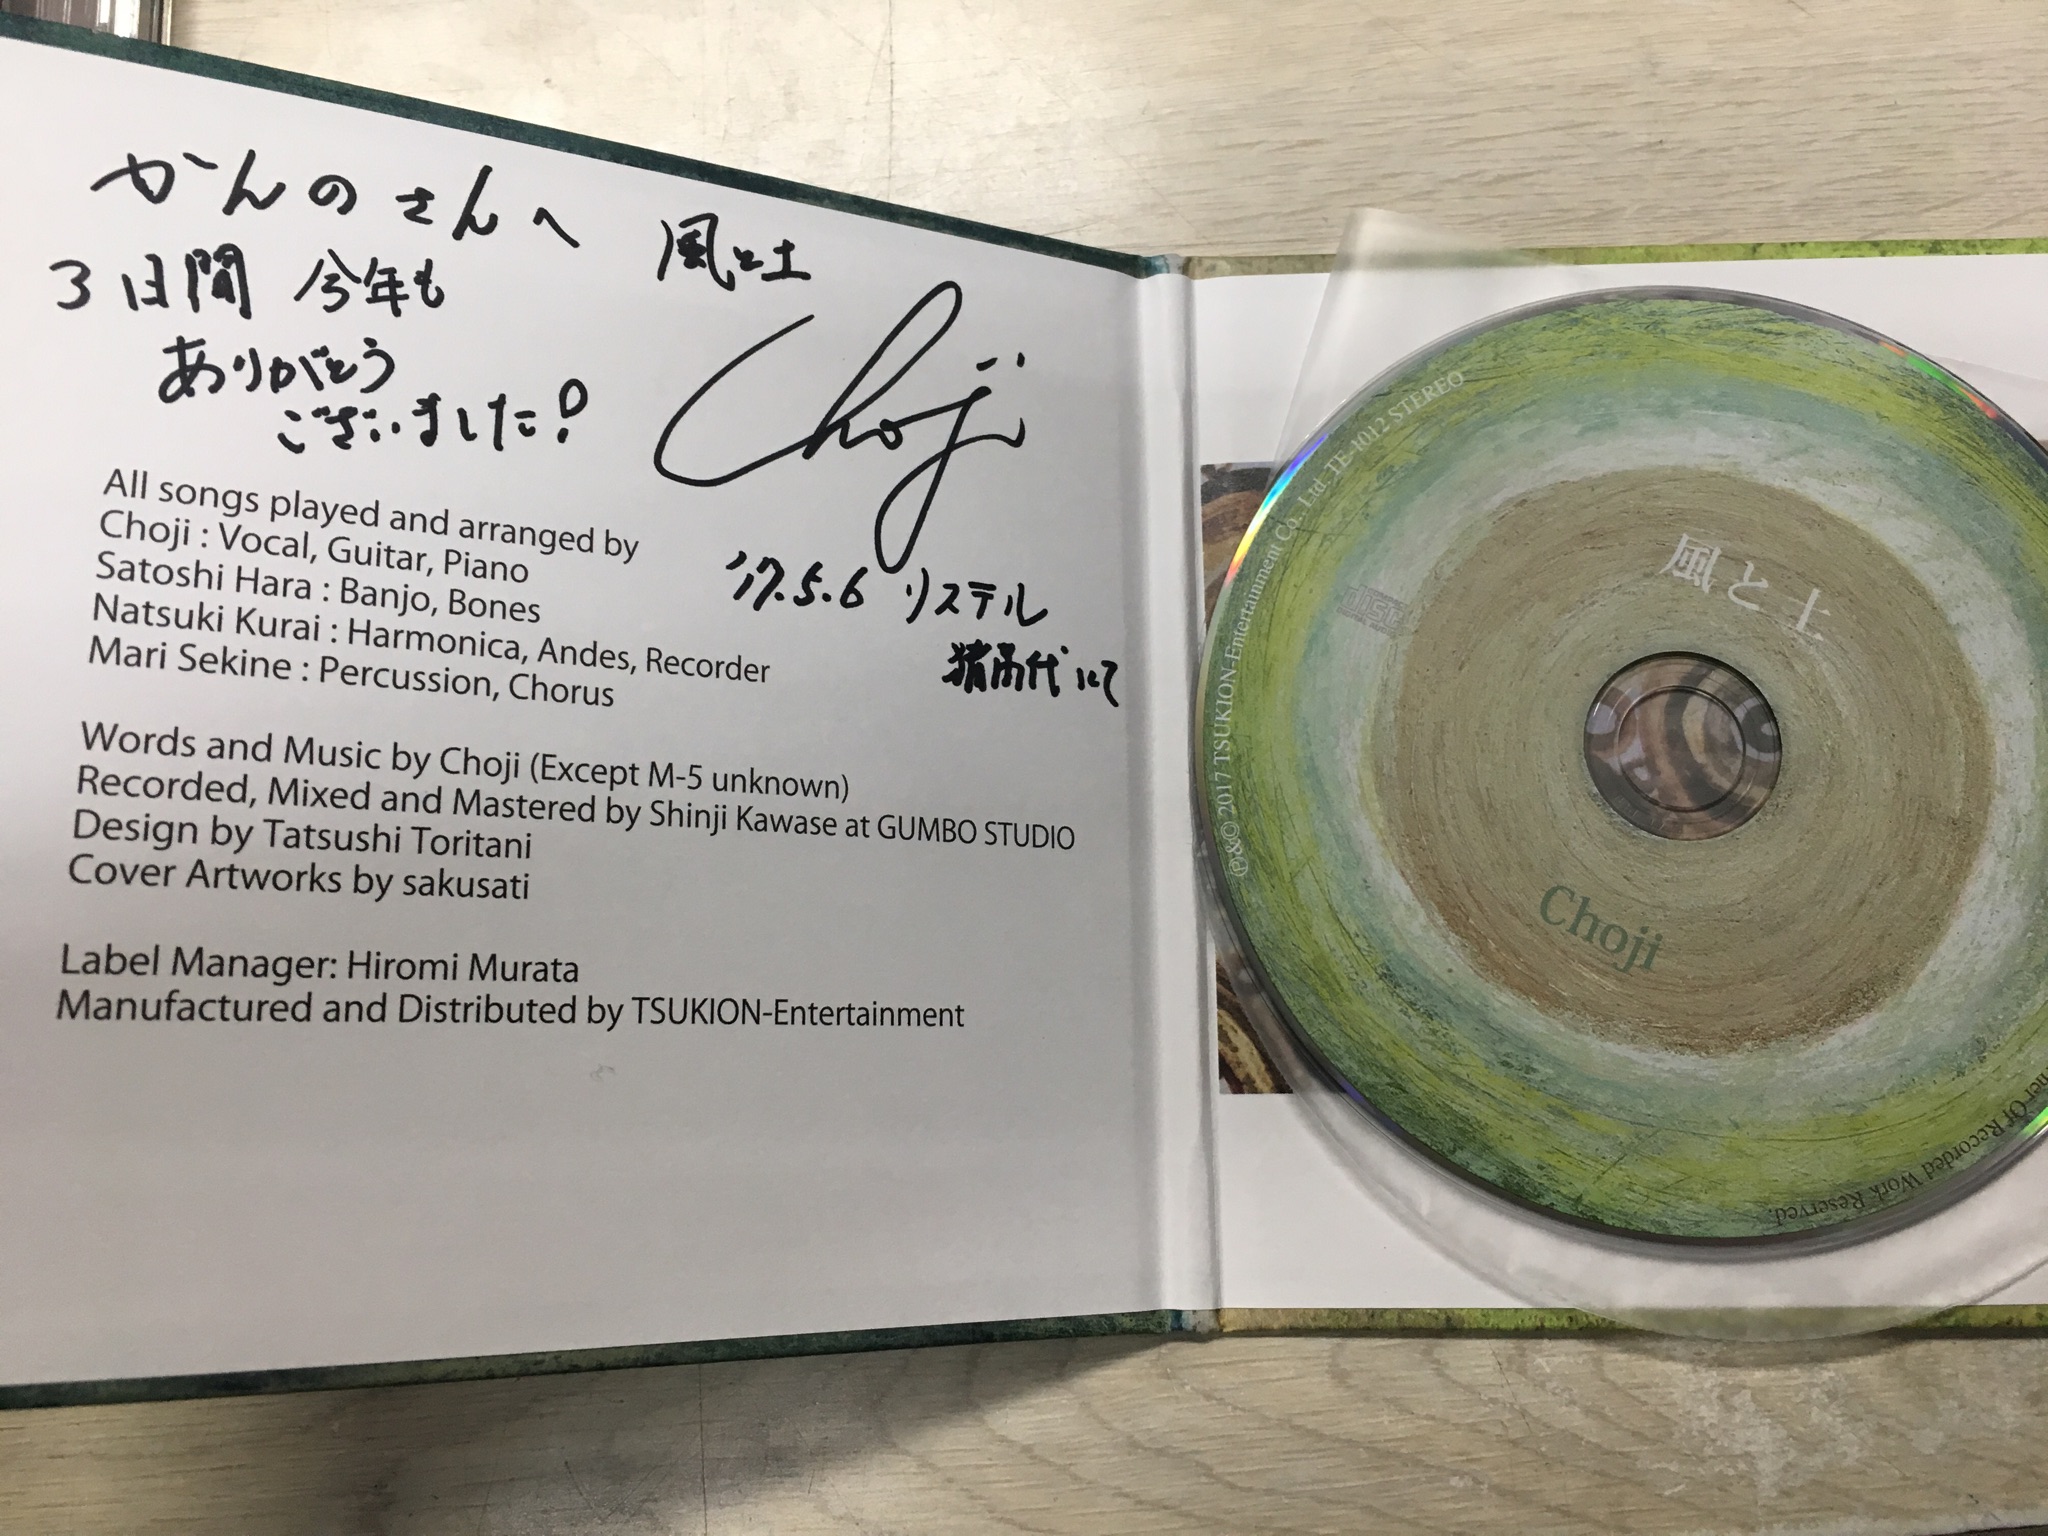 かんのさんへ
3日間 今年も
ありがとう
ございました!
風と土
Choji
'17.5.6 リステル
猪苗代にて
All songs played and arranged by
Choji : Vocal, Guitar, Piano
Satoshi Hara : Banjo, Bones
Natsuki Kurai : Harmonica, Andes, Recorder
Mari Sekine : Percussion, Chorus
Words and Music by Choji (Except M-5 unknown)
Recorded, Mixed and Mastered by Shinji Kawase at GUMBO STUDIO
Design by Tatsushi Toritani
Cover Artworks by sakusati
Label Manager: Hiromi Murata
Manufactured and Distributed by TSUKION-Entertainment
℗&© 2017 TSUKION-Entertainment Co., Ltd. TE-1012 STEREO
disc
風と土
Choji
Of Recorded Work Reserved.